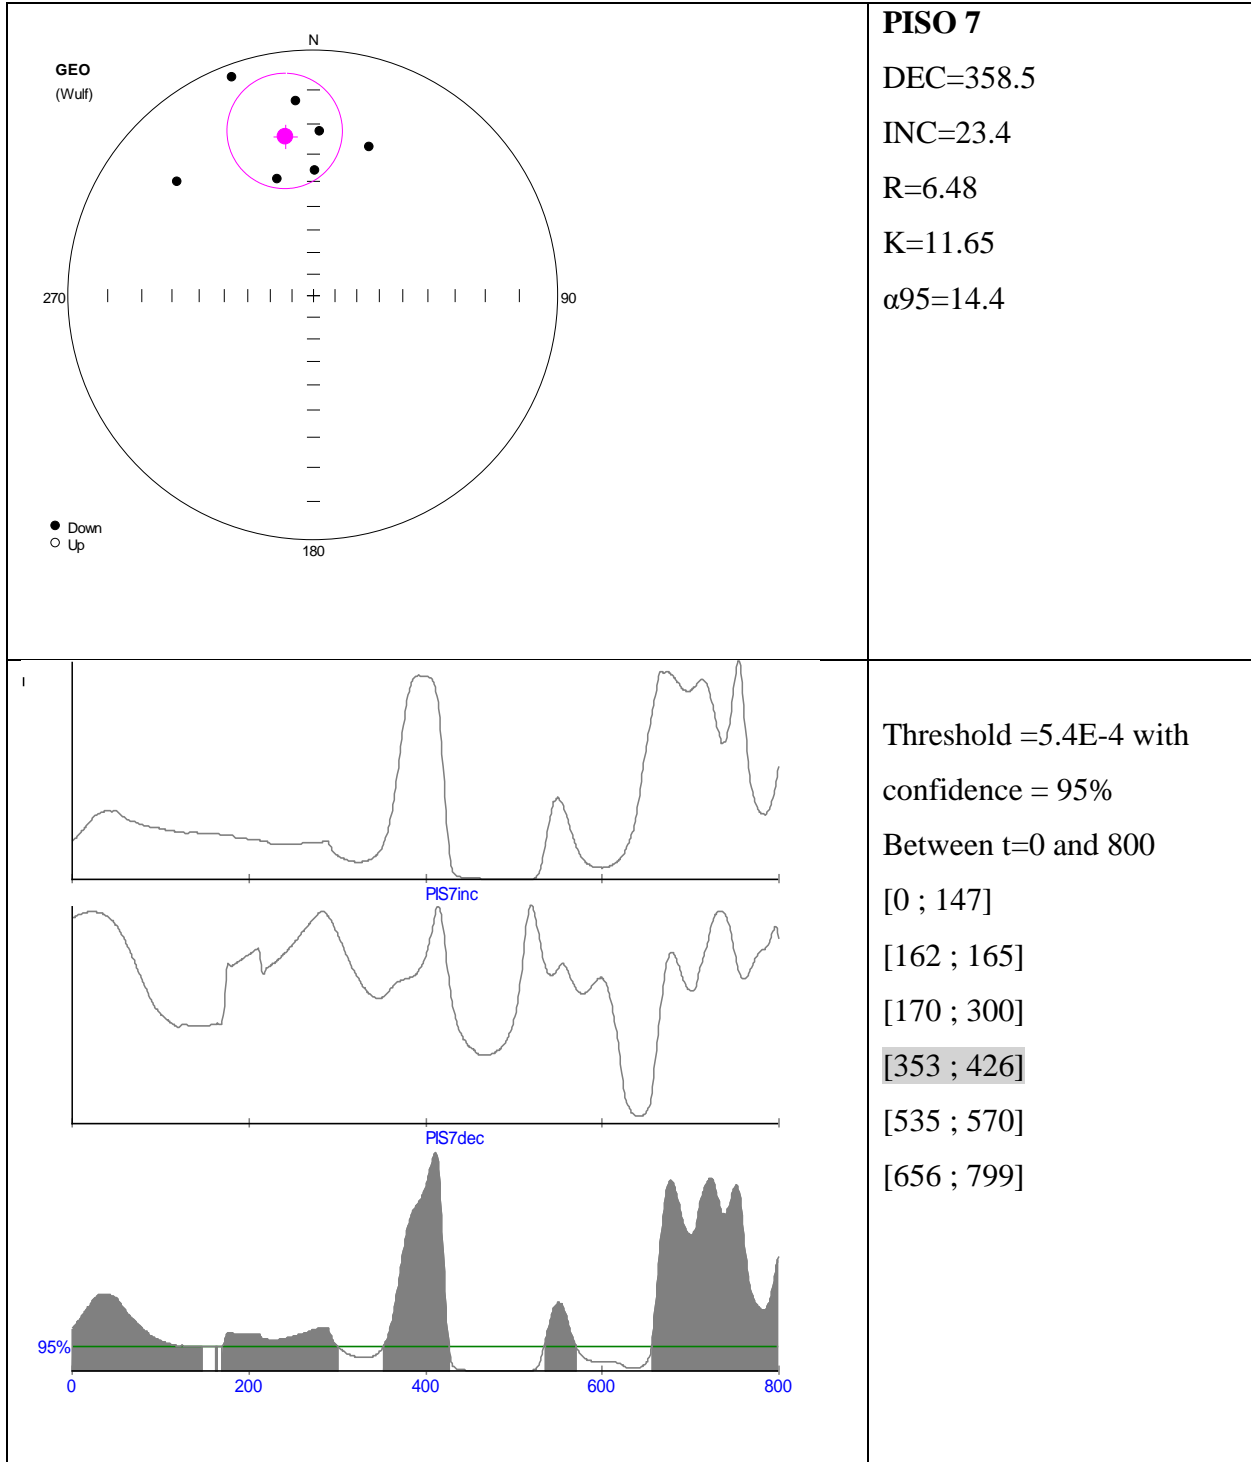 N
GEO
(Wulf)
270
90
Down
Up
180
PISO 7
DEC=358.5
INC=23.4
R=6.48
K=11.65
α95=14.4
I
PIS7inc
PIS7dec
95%
0
200
400
600
800
Threshold =5.4E-4 with
confidence = 95%
Between t=0 and 800
[0 ; 147]
[162 ; 165]
[170 ; 300]
[353 ; 426]
[535 ; 570]
[656 ; 799]